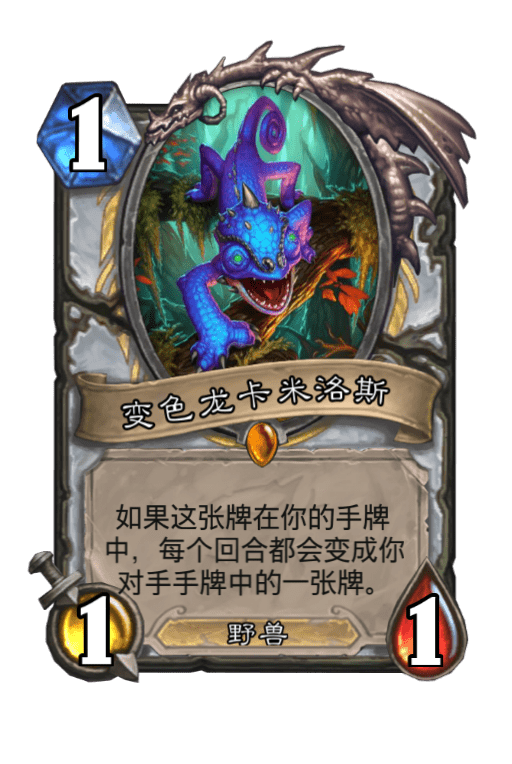 1
变色龙卡米洛斯
如果这张牌在你的手牌
中，每个回合都会变成你
对手手牌中的一张牌。
1
野兽
1